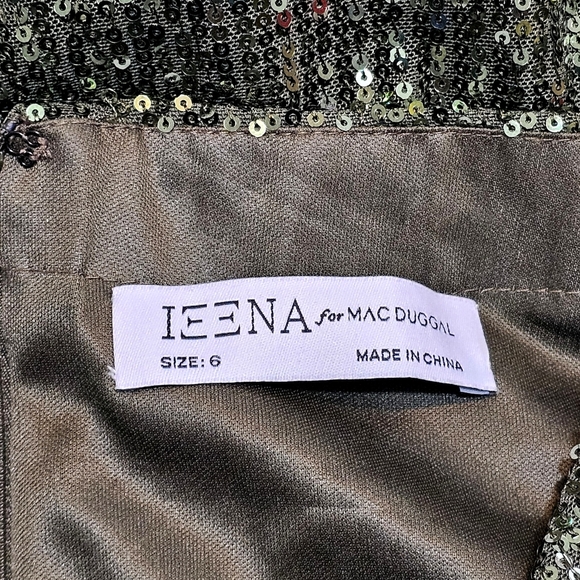 IEENA for MAC DUGGAL
SIZE: 6 MADE IN CHINA